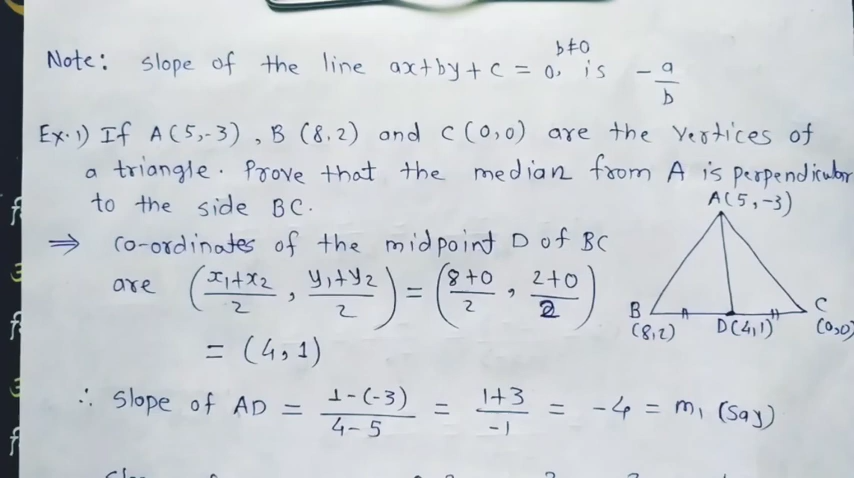 Note: slope of the line ax+by+c = 0, b≠0 is -a/b
Ex.1) If A(5,-3), B(8,2) and C(0,0) are the vertices of
a triangle. Prove that the median from A is perpendicular
to the side BC.
A(5,-3)
⇒ co-ordinates of the midpoint D of BC
are ((x₁+x₂)/2, (y₁+y₂)/2) = ((8+0)/2, (2+0)/2)
B
(8,2)
D(4,1)
C
(0,0)
= (4,1)
∴ slope of AD = (1-(-3))/(4-5) = (1+3)/(-1) = -4 = m₁ (say)